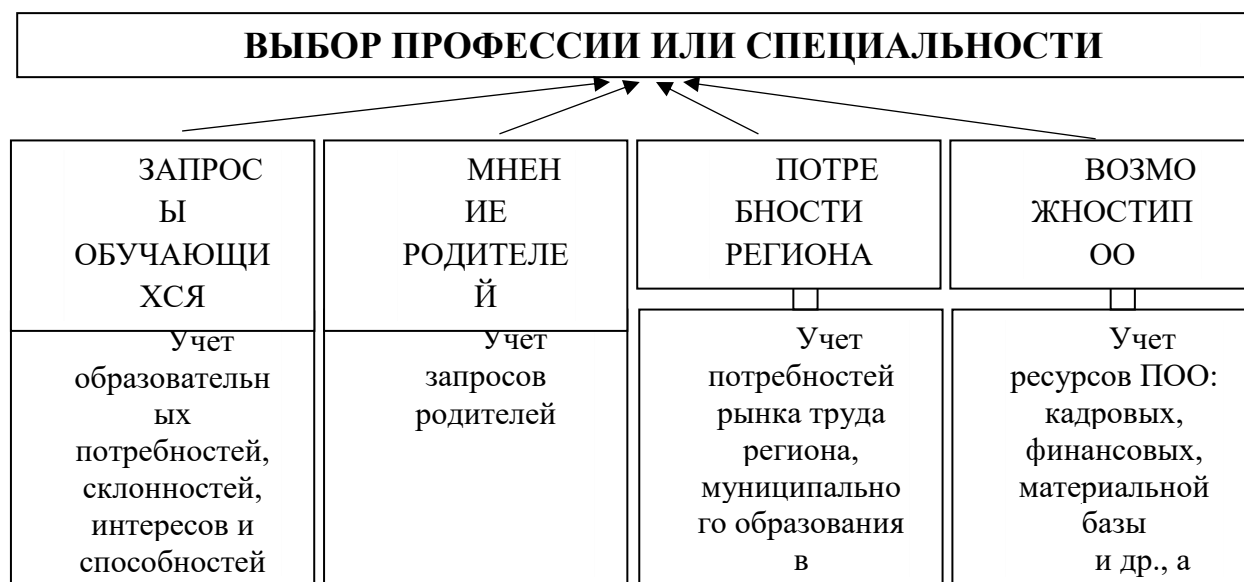 ВЫБОР ПРОФЕССИИ ИЛИ СПЕЦИАЛЬНОСТИ
ЗАПРОС
Ы
ОБУЧАЮЩИ
ХСЯ
Учет
образовательн
ых
потребностей,
склонностей,
интересов и
способностей
МНЕН
ИЕ
РОДИТЕЛЕ
Й
Учет
запросов
родителей
ПОТРЕ
БНОСТИ
РЕГИОНА
Учет
потребностей
рынка труда
региона,
муниципально
го образования
в
ВОЗМО
ЖНОСТИП
ОО
Учет
ресурсов ПОО:
кадровых,
финансовых,
материальной
базы
и др., а